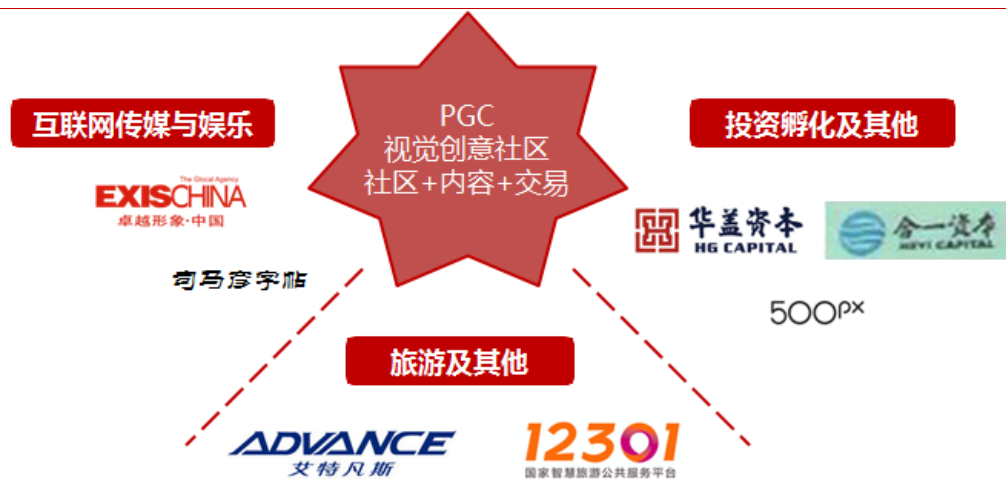 PGC
视觉创意社区
社区+内容+交易
互联网传媒与娱乐
The Glocal Agency
EXISCHINA
卓越形象·中国
司马彦字帖
投资孵化及其他
华盖资本
HG CAPITAL
合一资本
HEYI CAPITAL
500px
旅游及其他
ADVANCE
艾特凡斯
12301
国家智慧旅游公共服务平台